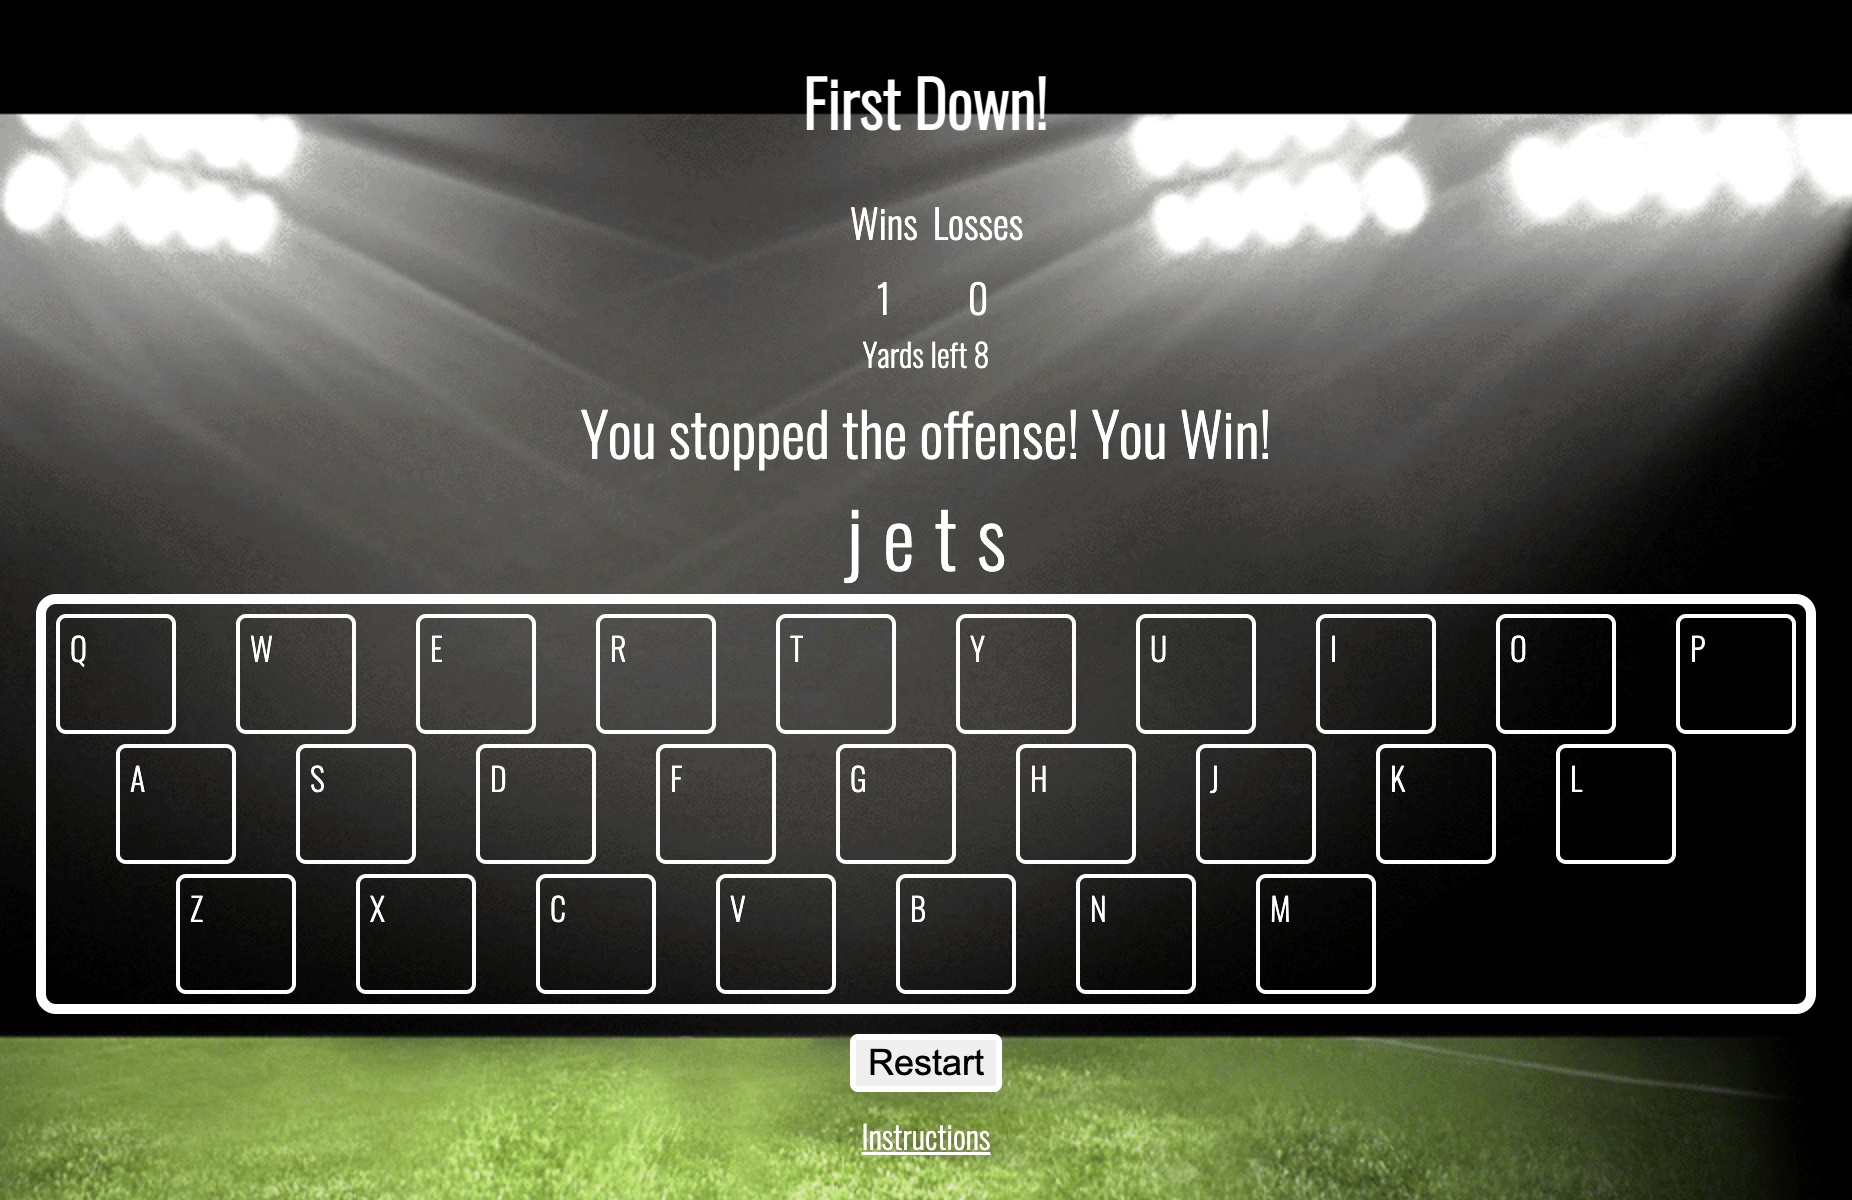 First Down!
Wins Losses
1 0
Yards left 8
You stopped the offense! You Win!
j e t s
Q W E R T Y U I O P
A S D F G H J K L
Z X C V B N M
Restart
Instructions